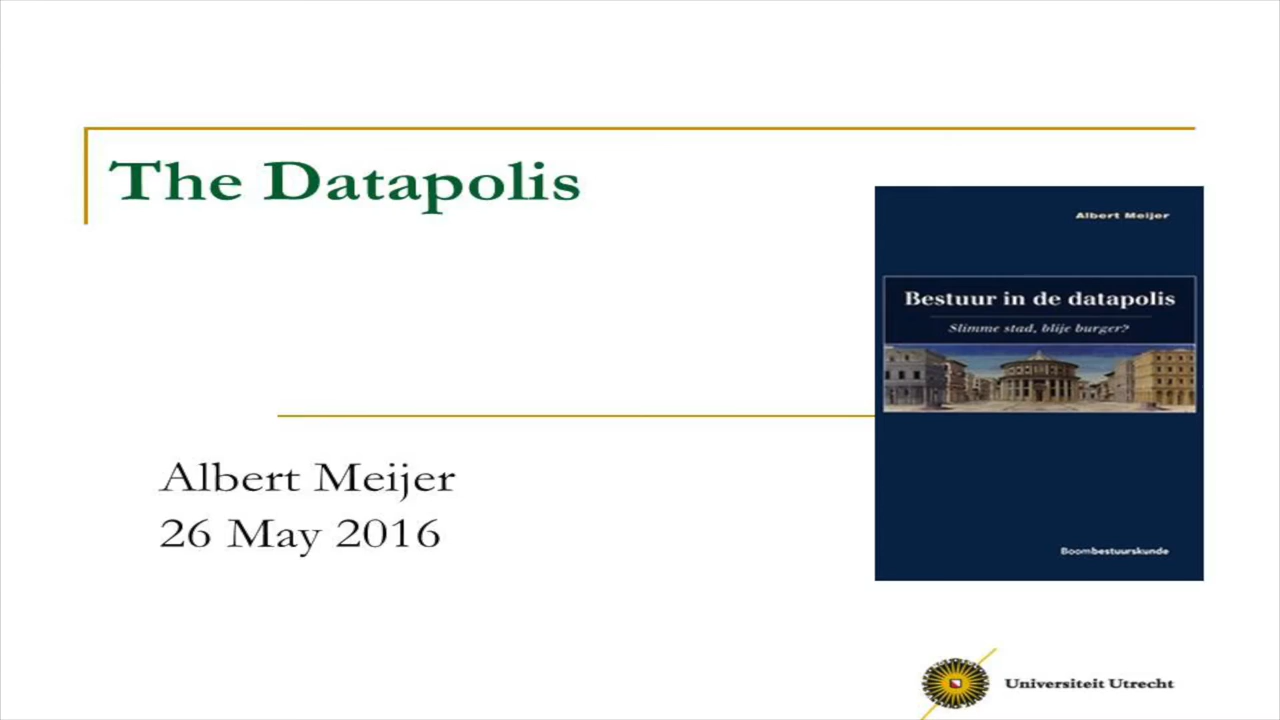 The Datapolis
Albert Meijer
Bestuur in de datapolis
Slimme stad, blije burger?
Boombestuurskunde
Albert Meijer
26 May 2016
Universiteit Utrecht